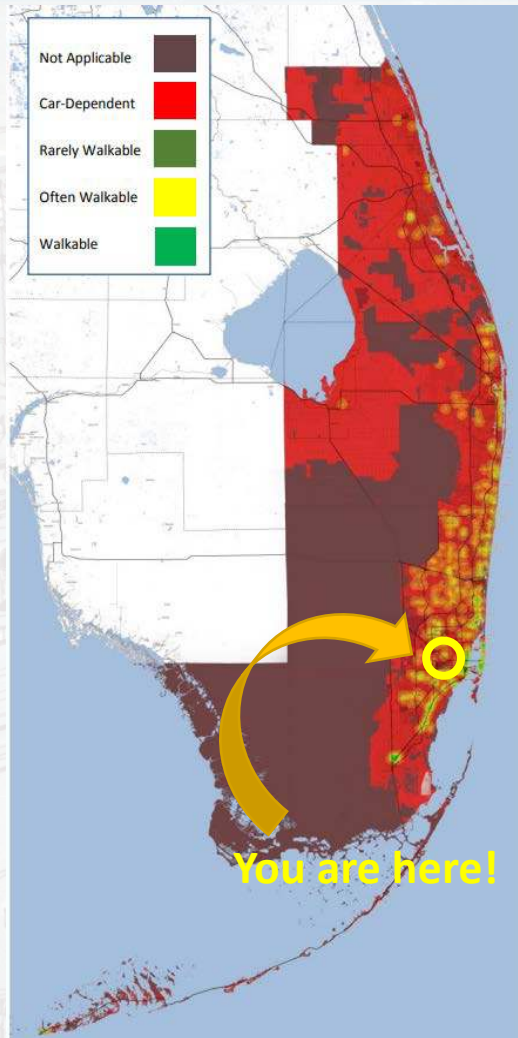 Not Applicable
Car-Dependent
Rarely Walkable
Often Walkable
Walkable
You are here!